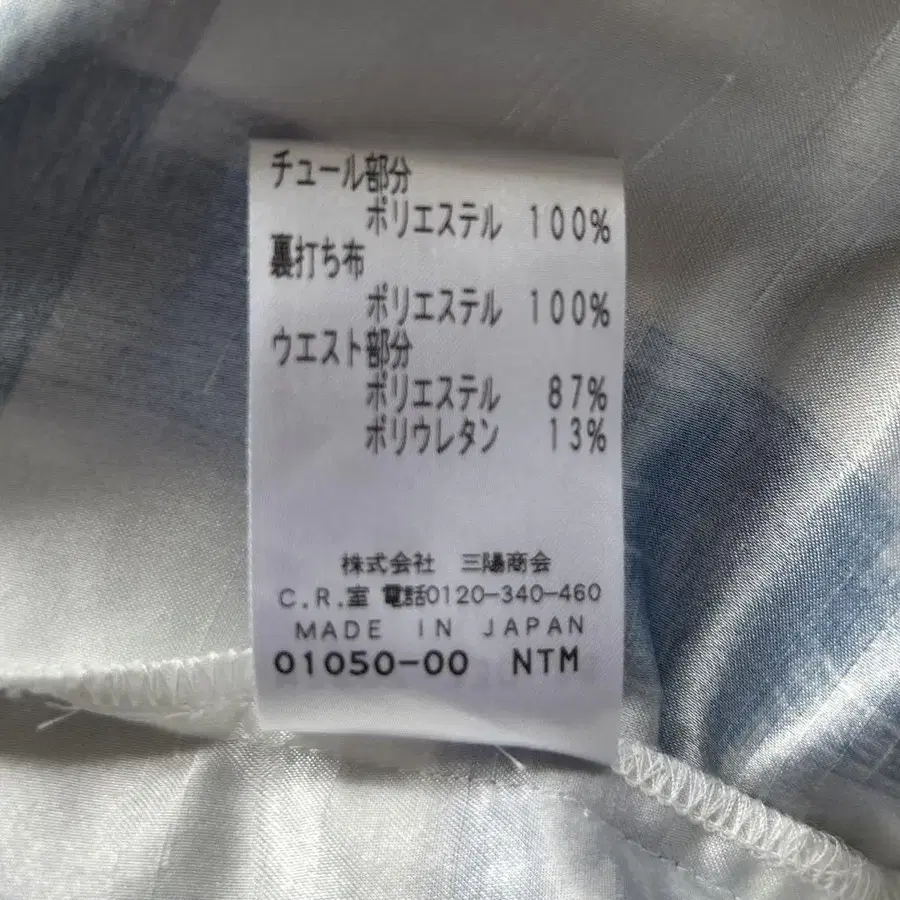 チュール部分
ポリエステル 100%
裏打ち布
ポリエステル 100%
ウエスト部分
ポリエステル 87%
ポリウレタン 13%
株式会社 三陽商会
C.R.室 電話0120-340-460
MADE IN JAPAN
01050-00 NTM